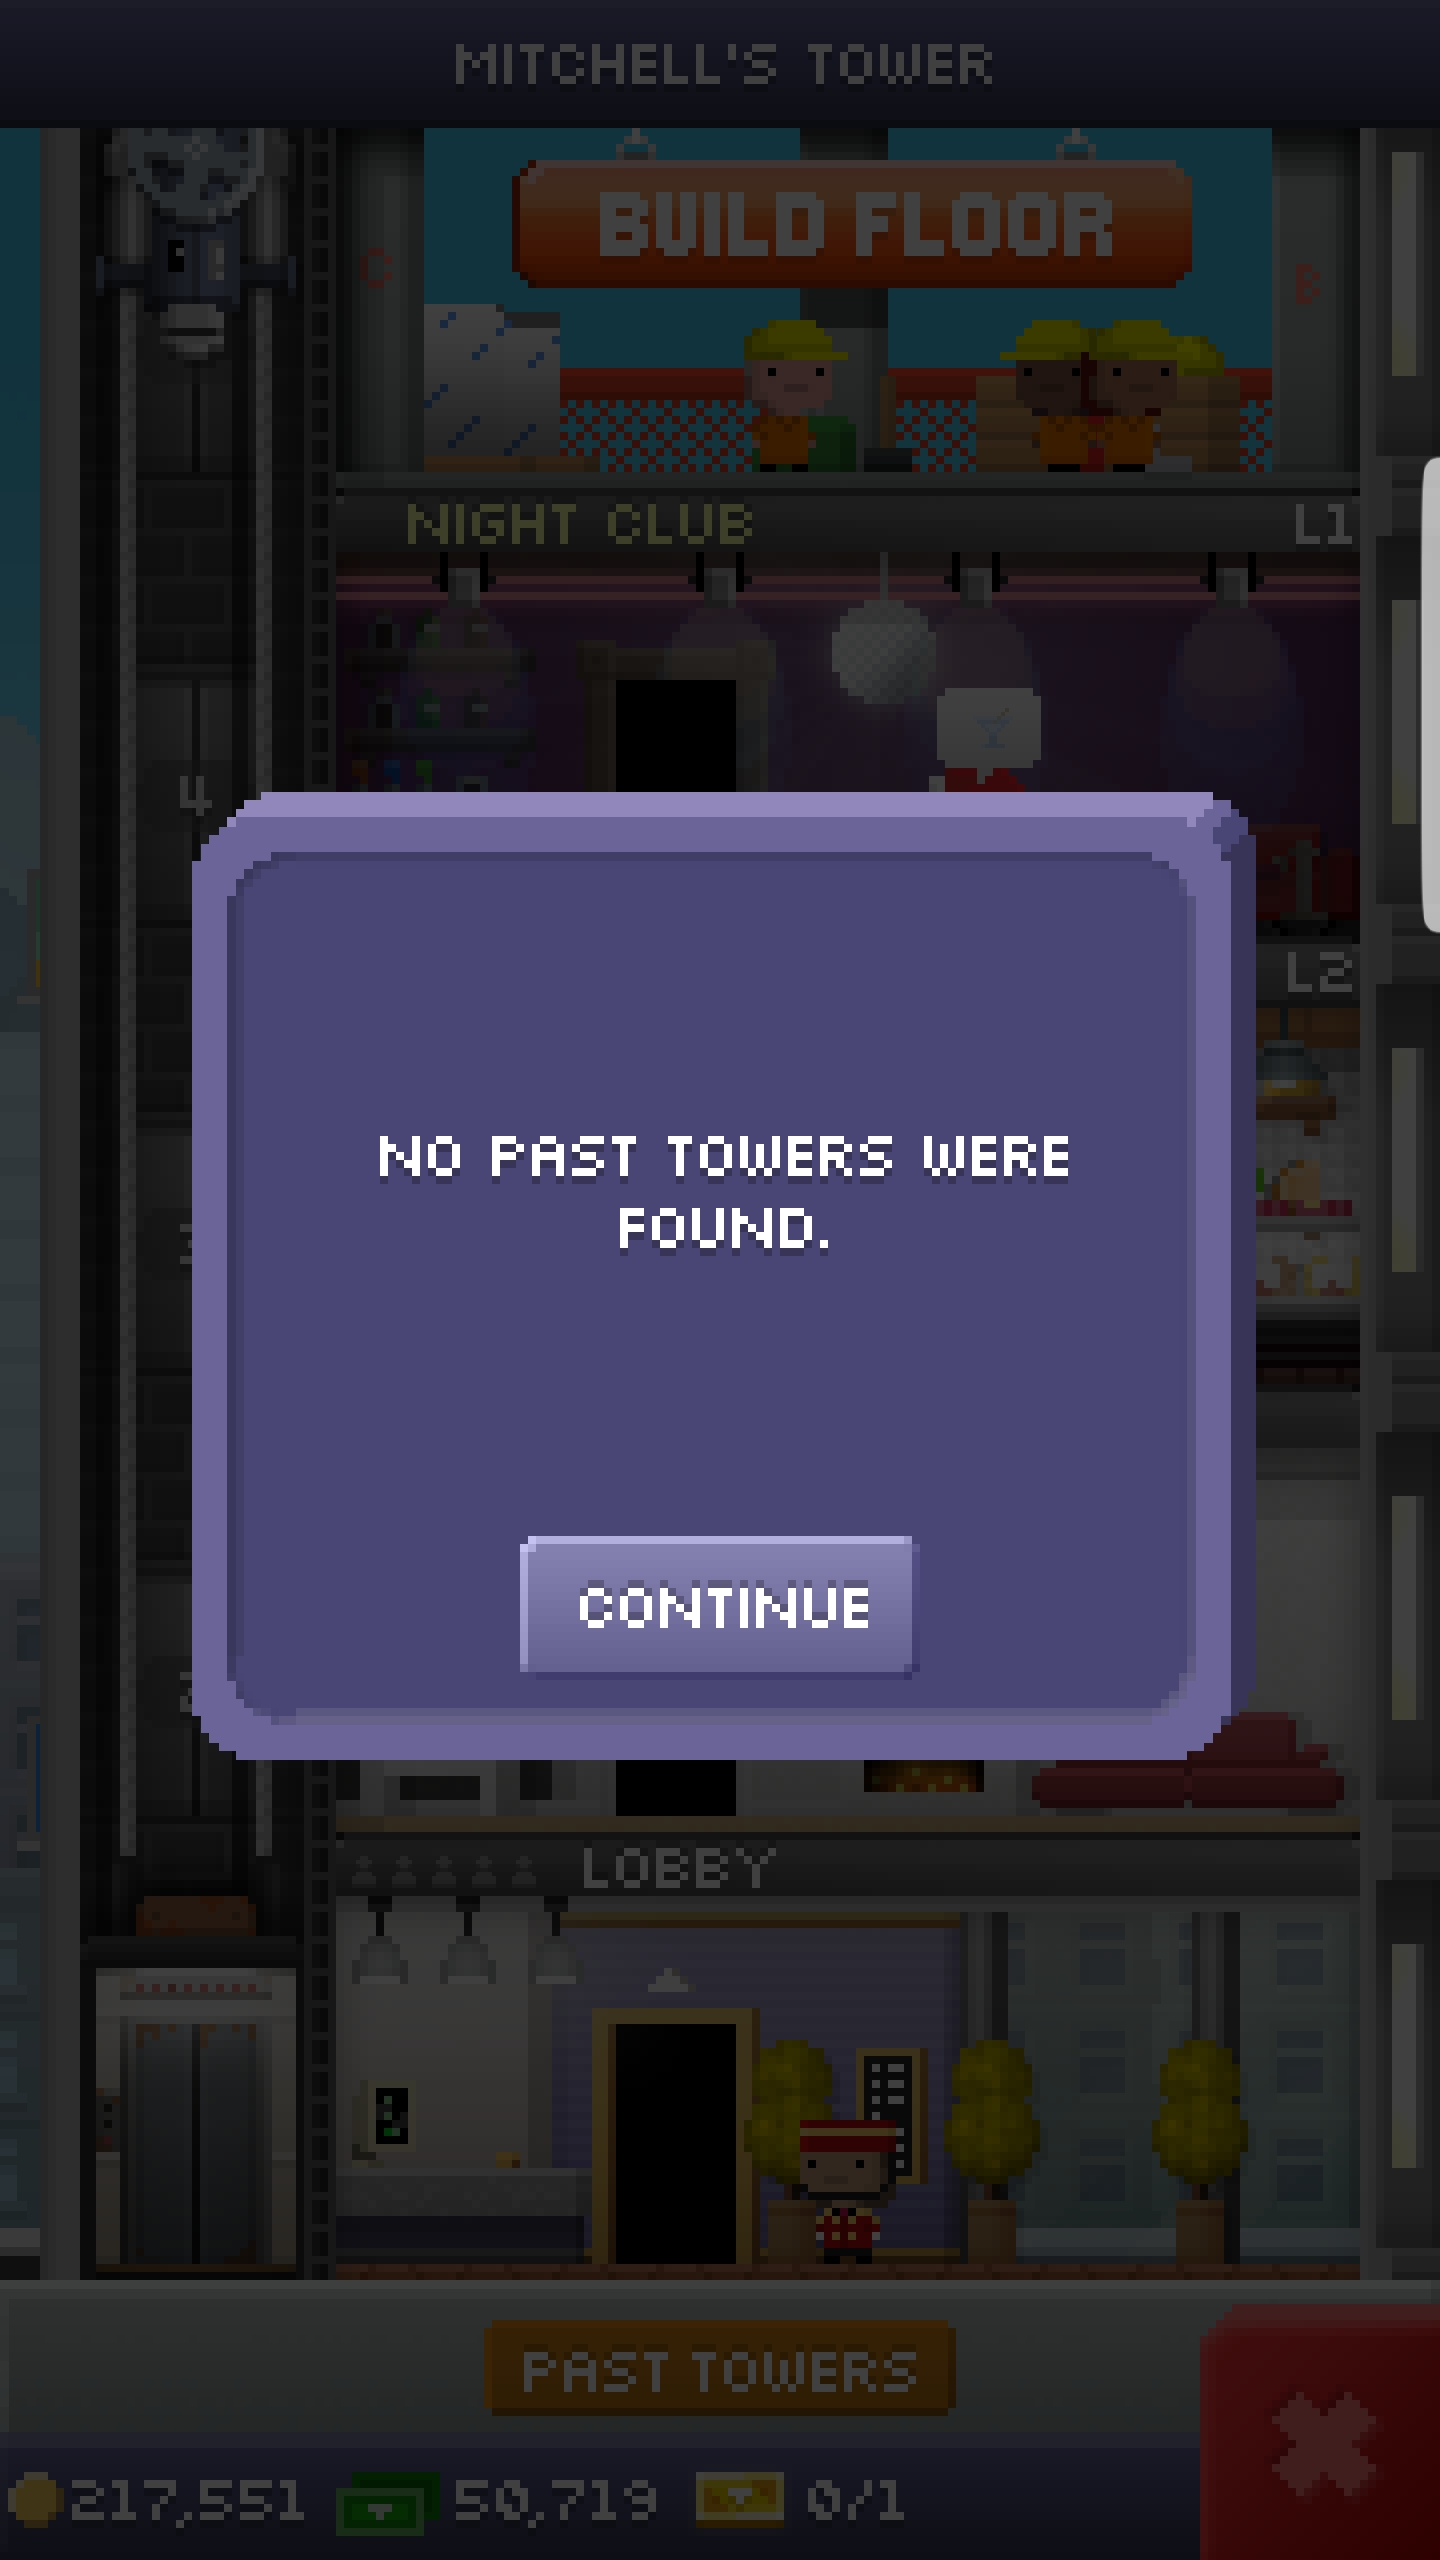 MITCHELL'S TOWER
BUILD FLOOR
C
B
NIGHT CLUB
L1
4
L2
NO PAST TOWERS WERE
FOUND.
CONTINUE
LOBBY
PAST TOWERS
217,551
50,719
0/1